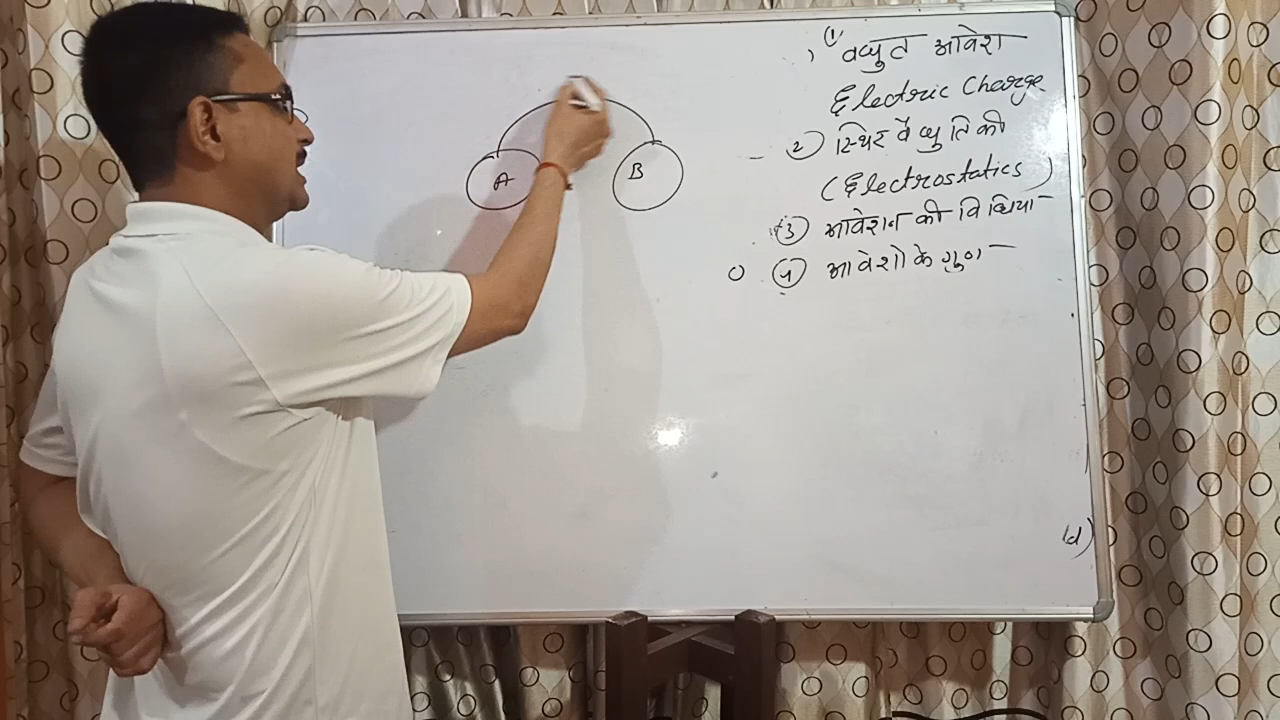 A
B
(1) विद्युत आवेश
Electric Charge
(2) स्थिर वैद्युतिकी
(Electrostatics)
(3) आवेशन की विधिया
(4) आवेशो के गुण
(d)